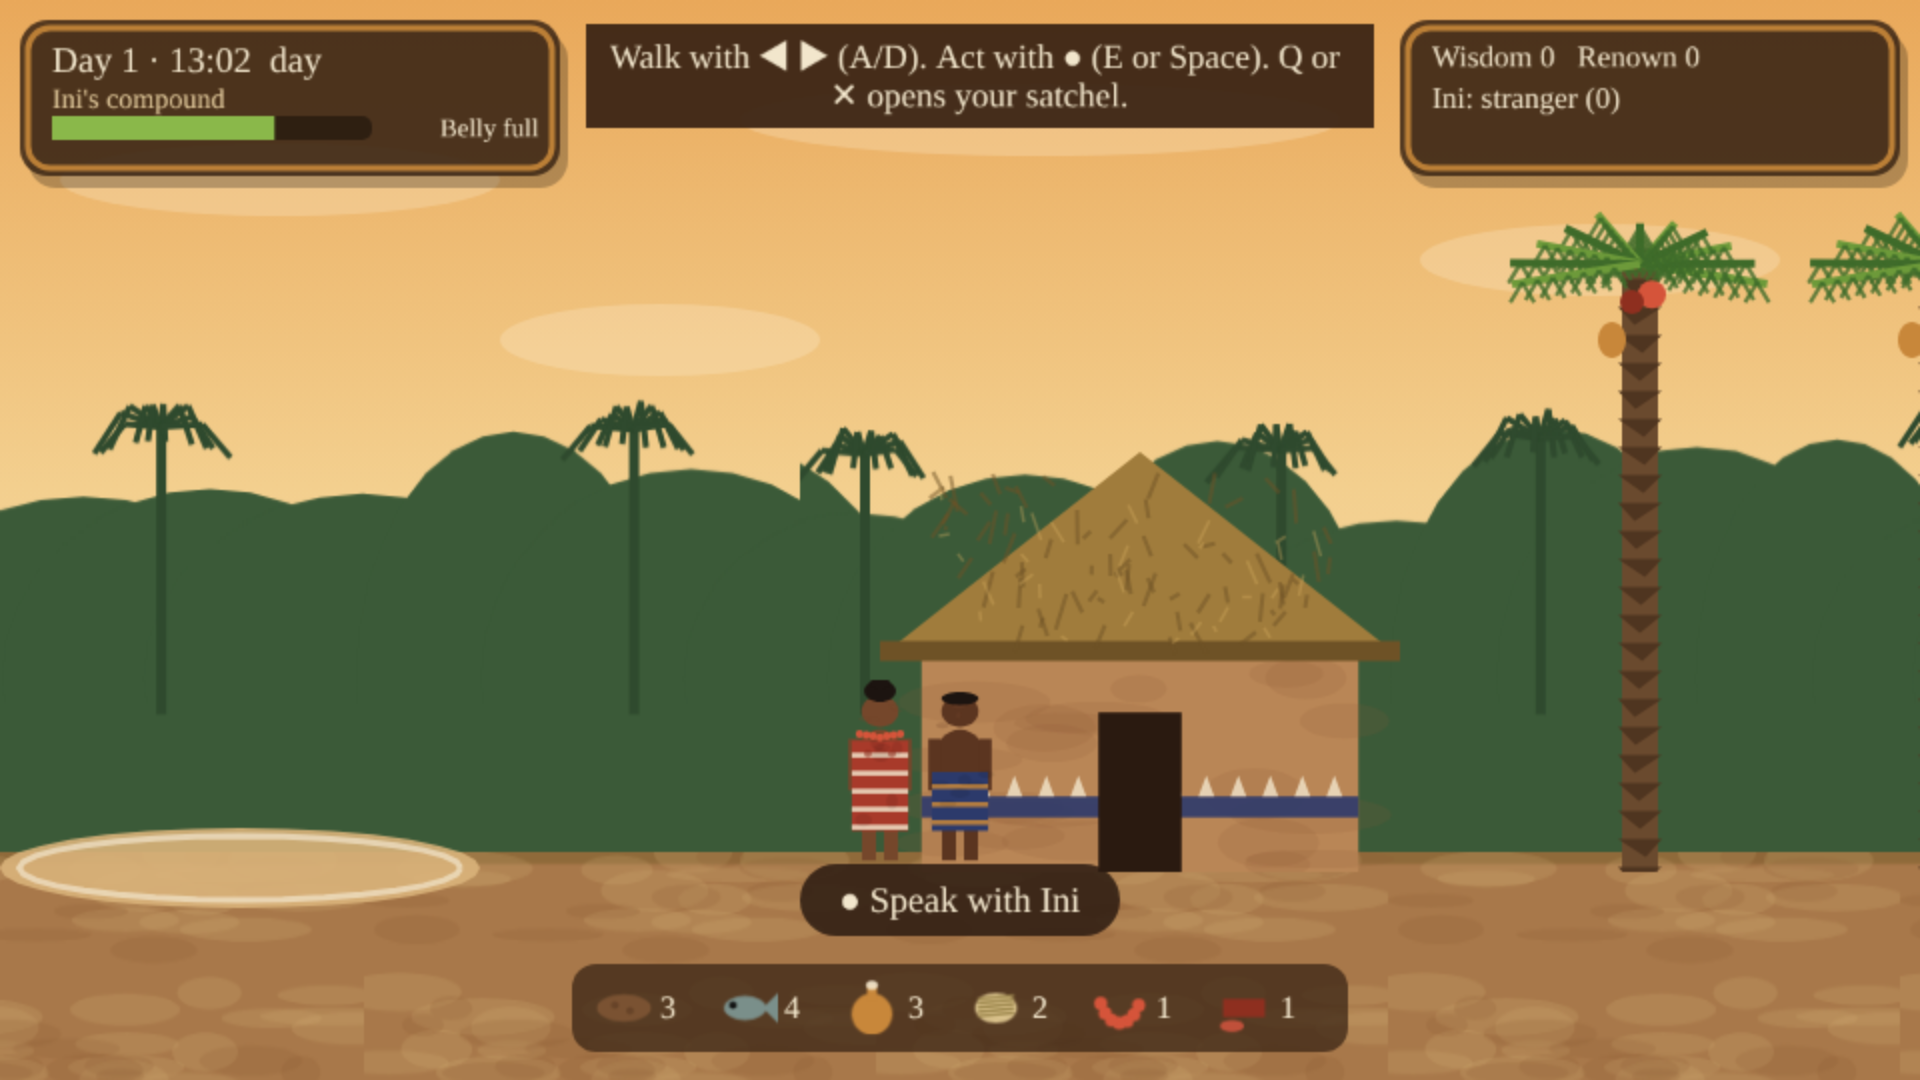 Day 1 · 13:02 day
Ini's compound
Belly full
Walk with ◀ ▶ (A/D). Act with ● (E or Space). Q or
✕ opens your satchel.
Wisdom 0 Renown 0
Ini: stranger (0)
● Speak with Ini
3 4 3 2 1 1